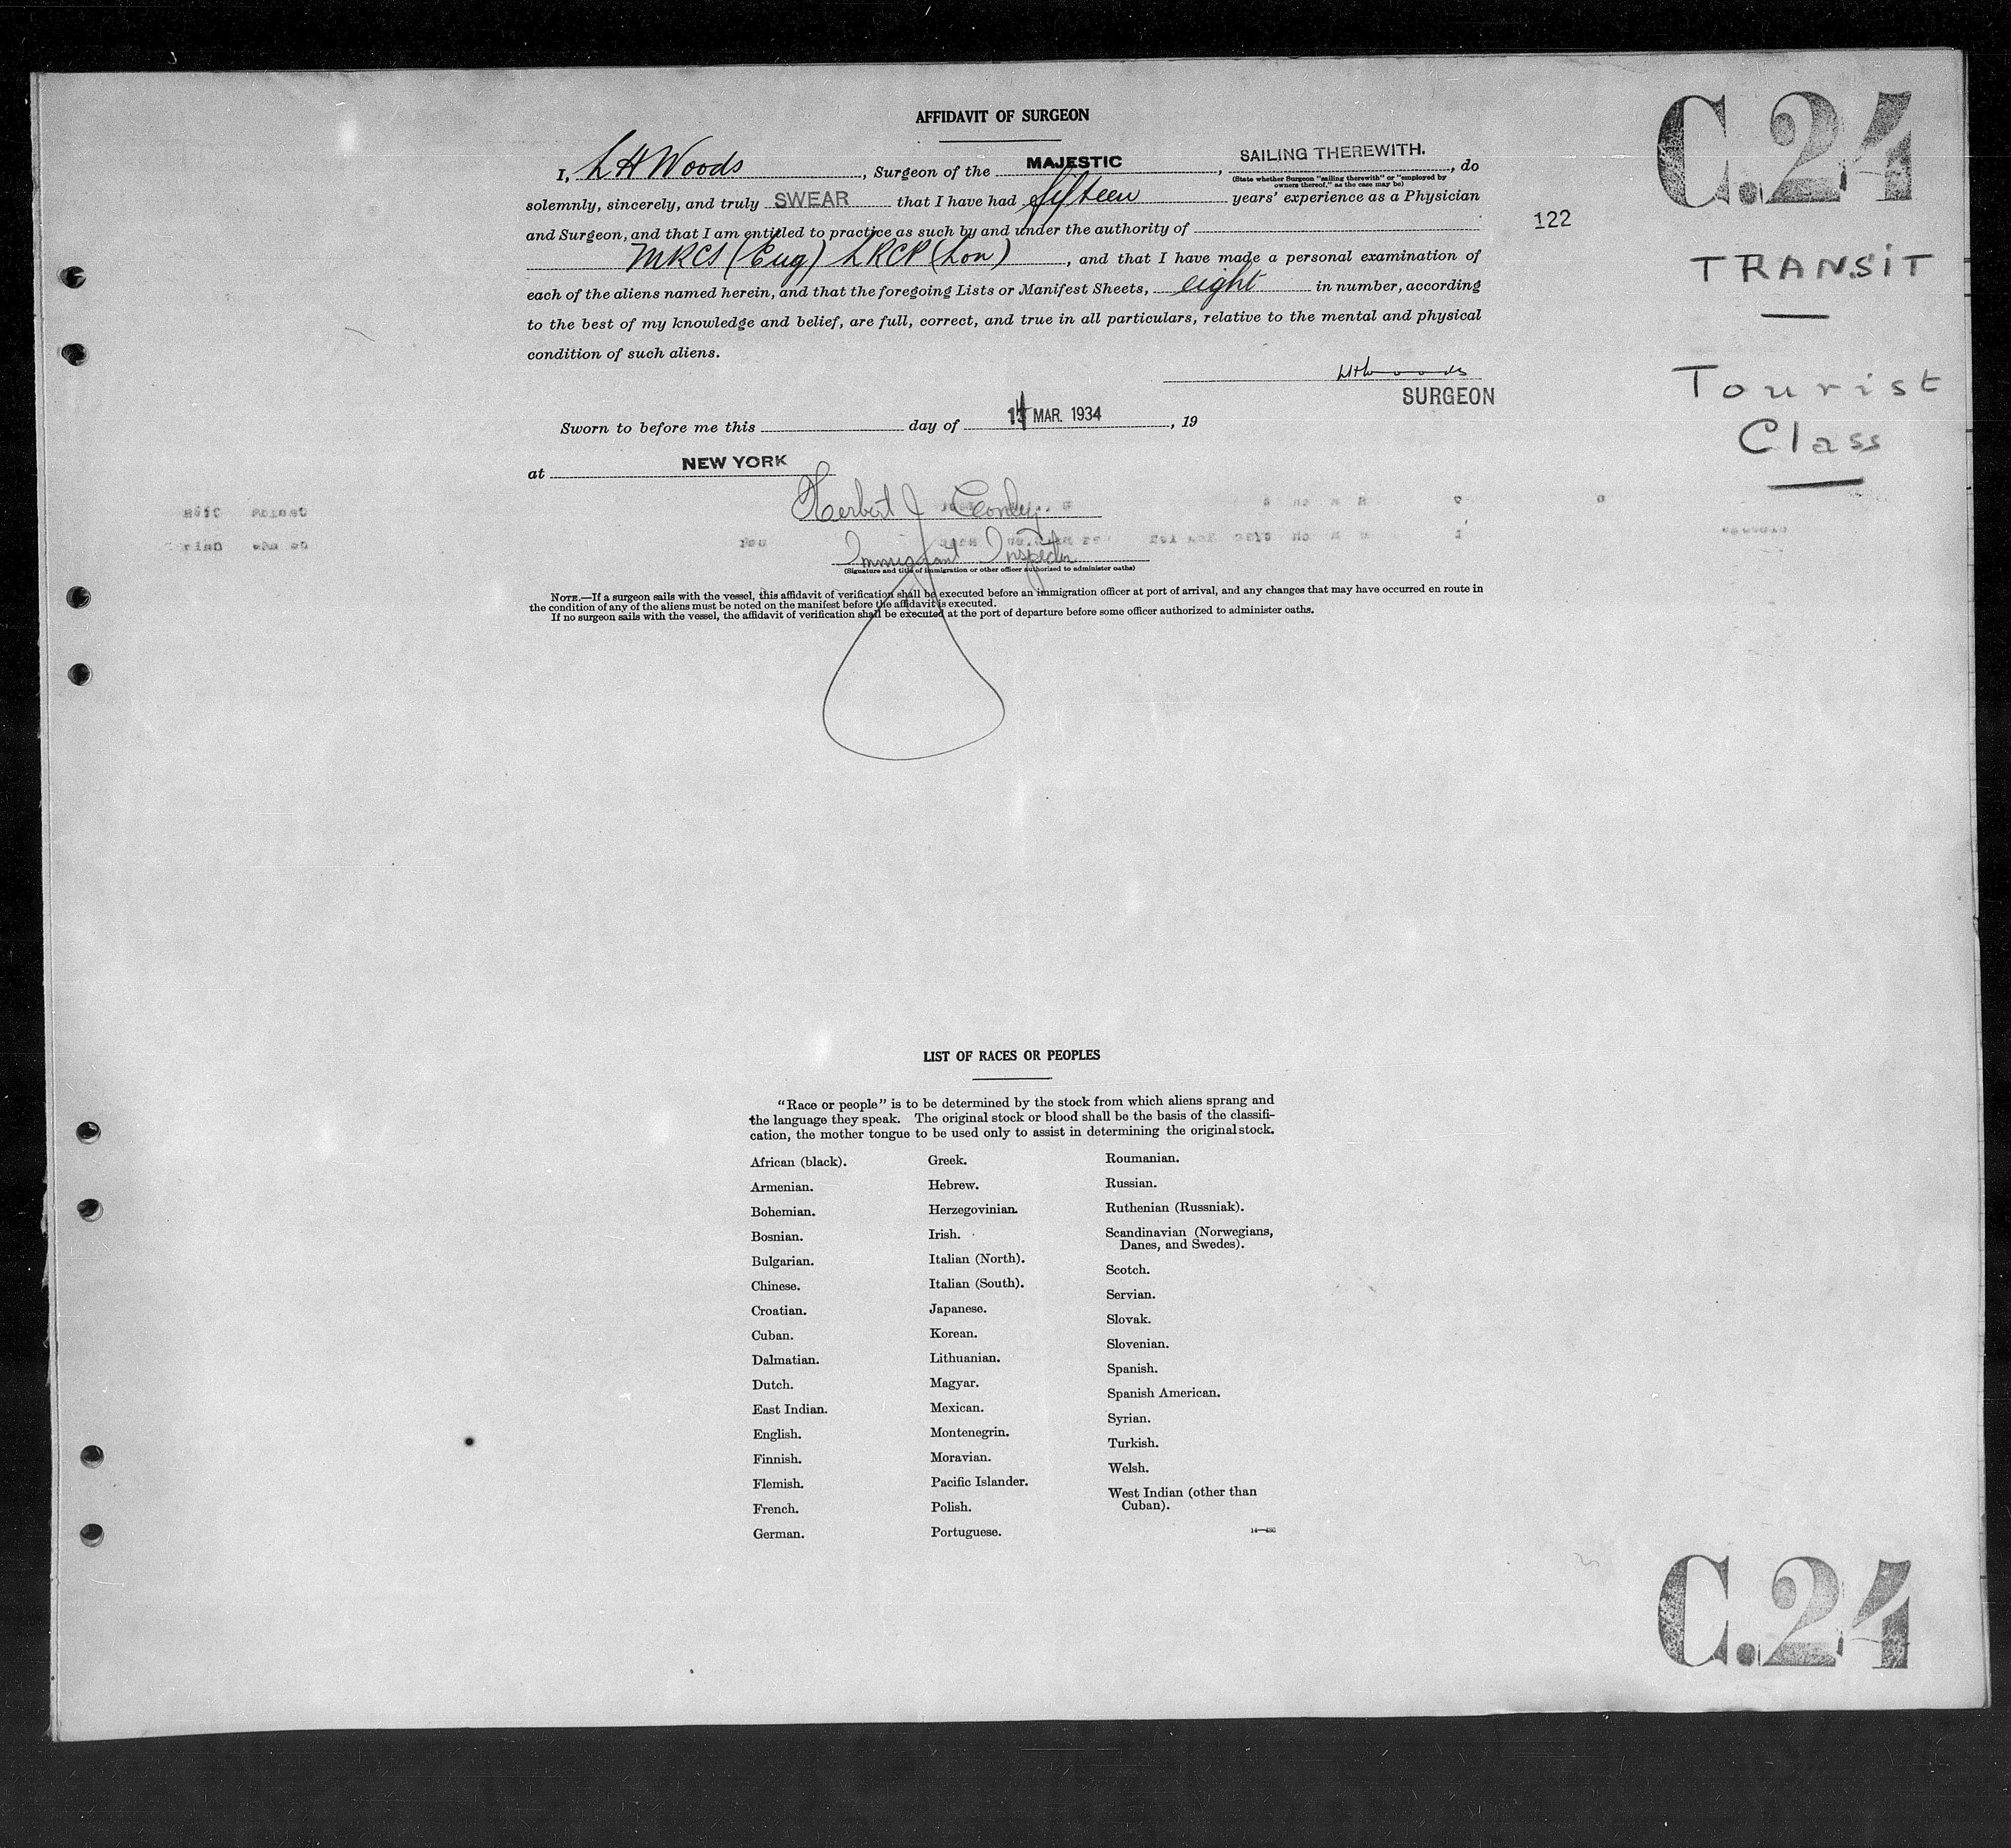 AFFIDAVIT OF SURGEON
C.24
I, L H Woods, Surgeon of the MAJESTIC, SAILING THEREWITH., do
(State whether Surgeon "sailing therewith" or "employed by
owners thereof," as the case may be)
solemnly, sincerely, and truly SWEAR that I have had fifteen years' experience as a Physician
and Surgeon, and that I am entitled to practice as such by and under the authority of
122
MRCS (Eng) LRCP (Lon), and that I have made a personal examination of
TRANSIT
each of the aliens named herein, and that the foregoing Lists or Manifest Sheets, eight in number, according
to the best of my knowledge and belief, are full, correct, and true in all particulars, relative to the mental and physical
condition of such aliens.
LHWoods
Tourist
SURGEON
Sworn to before me this day of 14 MAR. 1934, 19
Class
at NEW YORK
Herbert J Conley
Immigrant Inspector
(Signature and title of immigration or other officer authorized to administer oaths)
NOTE.—If a surgeon sails with the vessel, this affidavit of verification shall be executed before an immigration officer at port of arrival, and any changes that may have occurred en route in
the condition of any of the aliens must be noted on the manifest before the affidavit is executed.
If no surgeon sails with the vessel, the affidavit of verification shall be executed at the port of departure before some officer authorized to administer oaths.
LIST OF RACES OR PEOPLES
"Race or people" is to be determined by the stock from which aliens sprang and
the language they speak. The original stock or blood shall be the basis of the classifi-
cation, the mother tongue to be used only to assist in determining the original stock.
African (black).
Armenian.
Bohemian.
Bosnian.
Bulgarian.
Chinese.
Croatian.
Cuban.
Dalmatian.
Dutch.
East Indian.
English.
Finnish.
Flemish.
French.
German.
Greek.
Hebrew.
Herzegovinian.
Irish.
Italian (North).
Italian (South).
Japanese.
Korean.
Lithuanian.
Magyar.
Mexican.
Montenegrin.
Moravian.
Pacific Islander.
Polish.
Portuguese.
Roumanian.
Russian.
Ruthenian (Russniak).
Scandinavian (Norwegians,
Danes, and Swedes).
Scotch.
Servian.
Slovak.
Slovenian.
Spanish.
Spanish American.
Syrian.
Turkish.
Welsh.
West Indian (other than
Cuban).
C.24